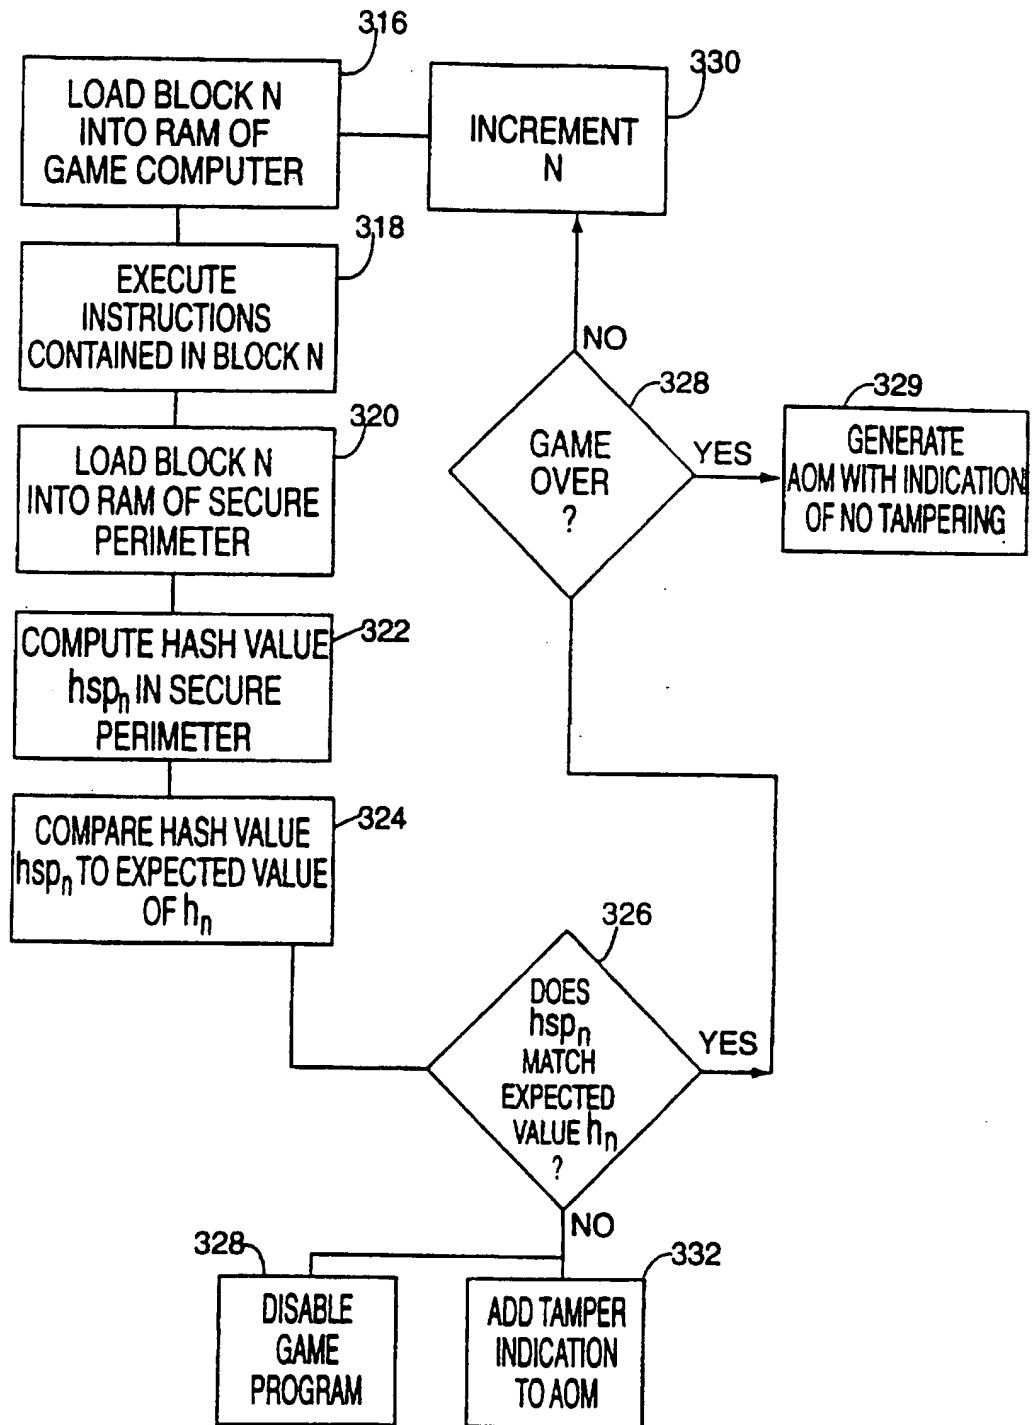 316
LOAD BLOCK N
INTO RAM OF
GAME COMPUTER
330
INCREMENT
N
318
EXECUTE
INSTRUCTIONS
CONTAINED IN BLOCK N
NO
328
GAME
OVER
?
YES
329
GENERATE
AOM WITH INDICATION
OF NO TAMPERING
320
LOAD BLOCK N
INTO RAM OF SECURE
PERIMETER
322
COMPUTE HASH VALUE
hspₙ IN SECURE
PERIMETER
324
COMPARE HASH VALUE
hspₙ TO EXPECTED VALUE
OF hₙ
326
DOES
hspₙ
MATCH
EXPECTED
VALUE hₙ
?
YES
NO
328
DISABLE
GAME
PROGRAM
332
ADD TAMPER
INDICATION
TO AOM